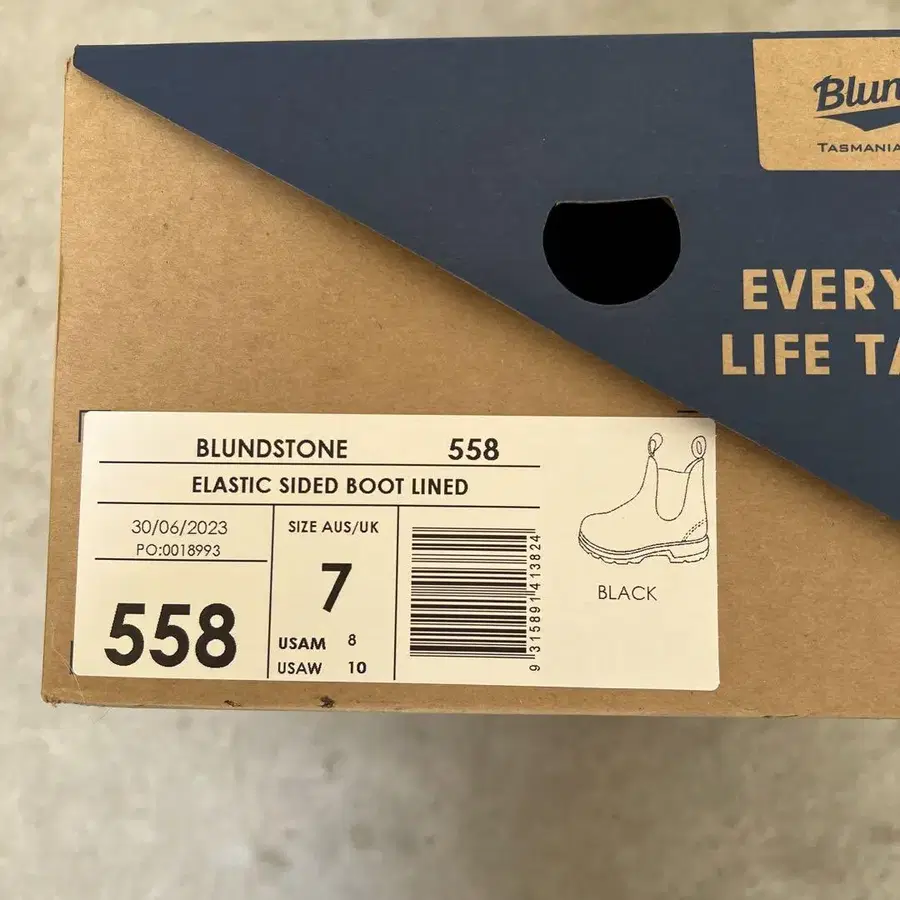 Blun
TASMANIA
EVERY
LIFE TA
BLUNDSTONE 558
ELASTIC SIDED BOOT LINED
30/06/2023
PO:0018993
558
SIZE AUS/UK
7
USAM 8
USAW 10
9 315891 413824
BLACK